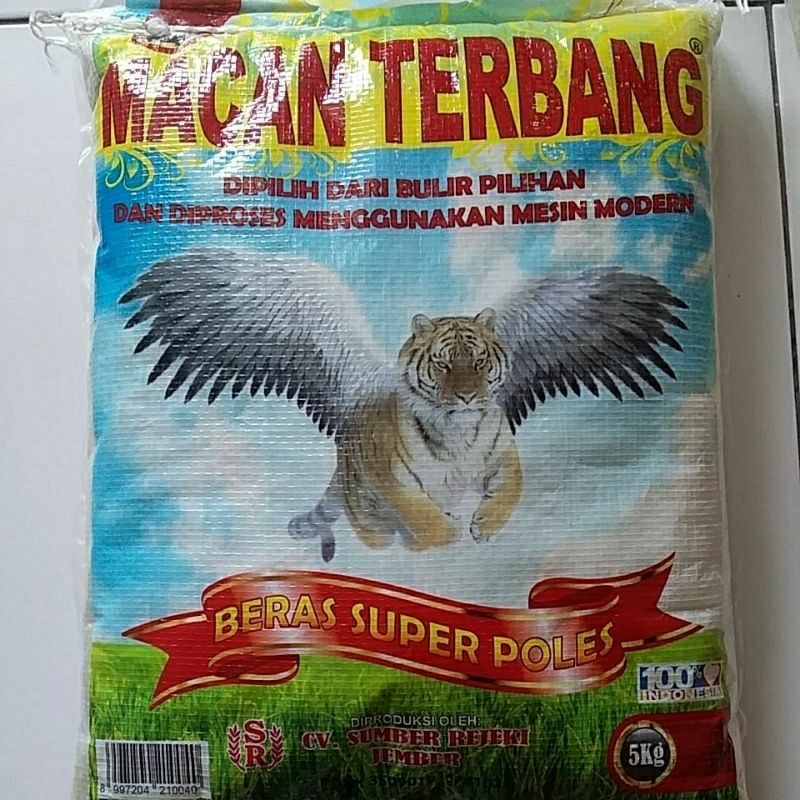 MACAN TERBANG®
DIPILIH DARI BULIR PILIHAN
DAN DIPROSES MENGGUNAKAN MESIN MODERN
BERAS SUPER POLES
100%
INDONESIA
DIPRODUKSI OLEH:
SR
CV. SUMBER REJEKI
JEMBER
5Kg
8 997204 210040